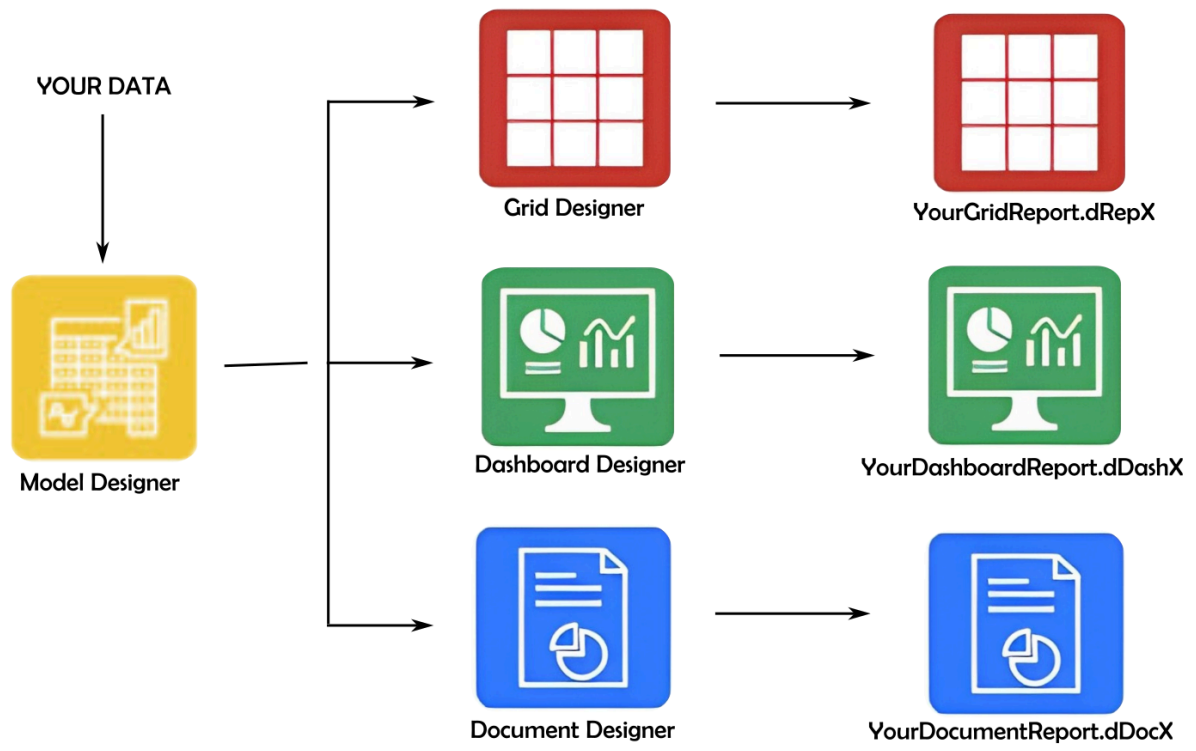 YOUR DATA
Grid Designer
YourGridReport.dRepX
Model Designer
Dashboard Designer
YourDashboardReport.dDashX
Document Designer
YourDocumentReport.dDocX